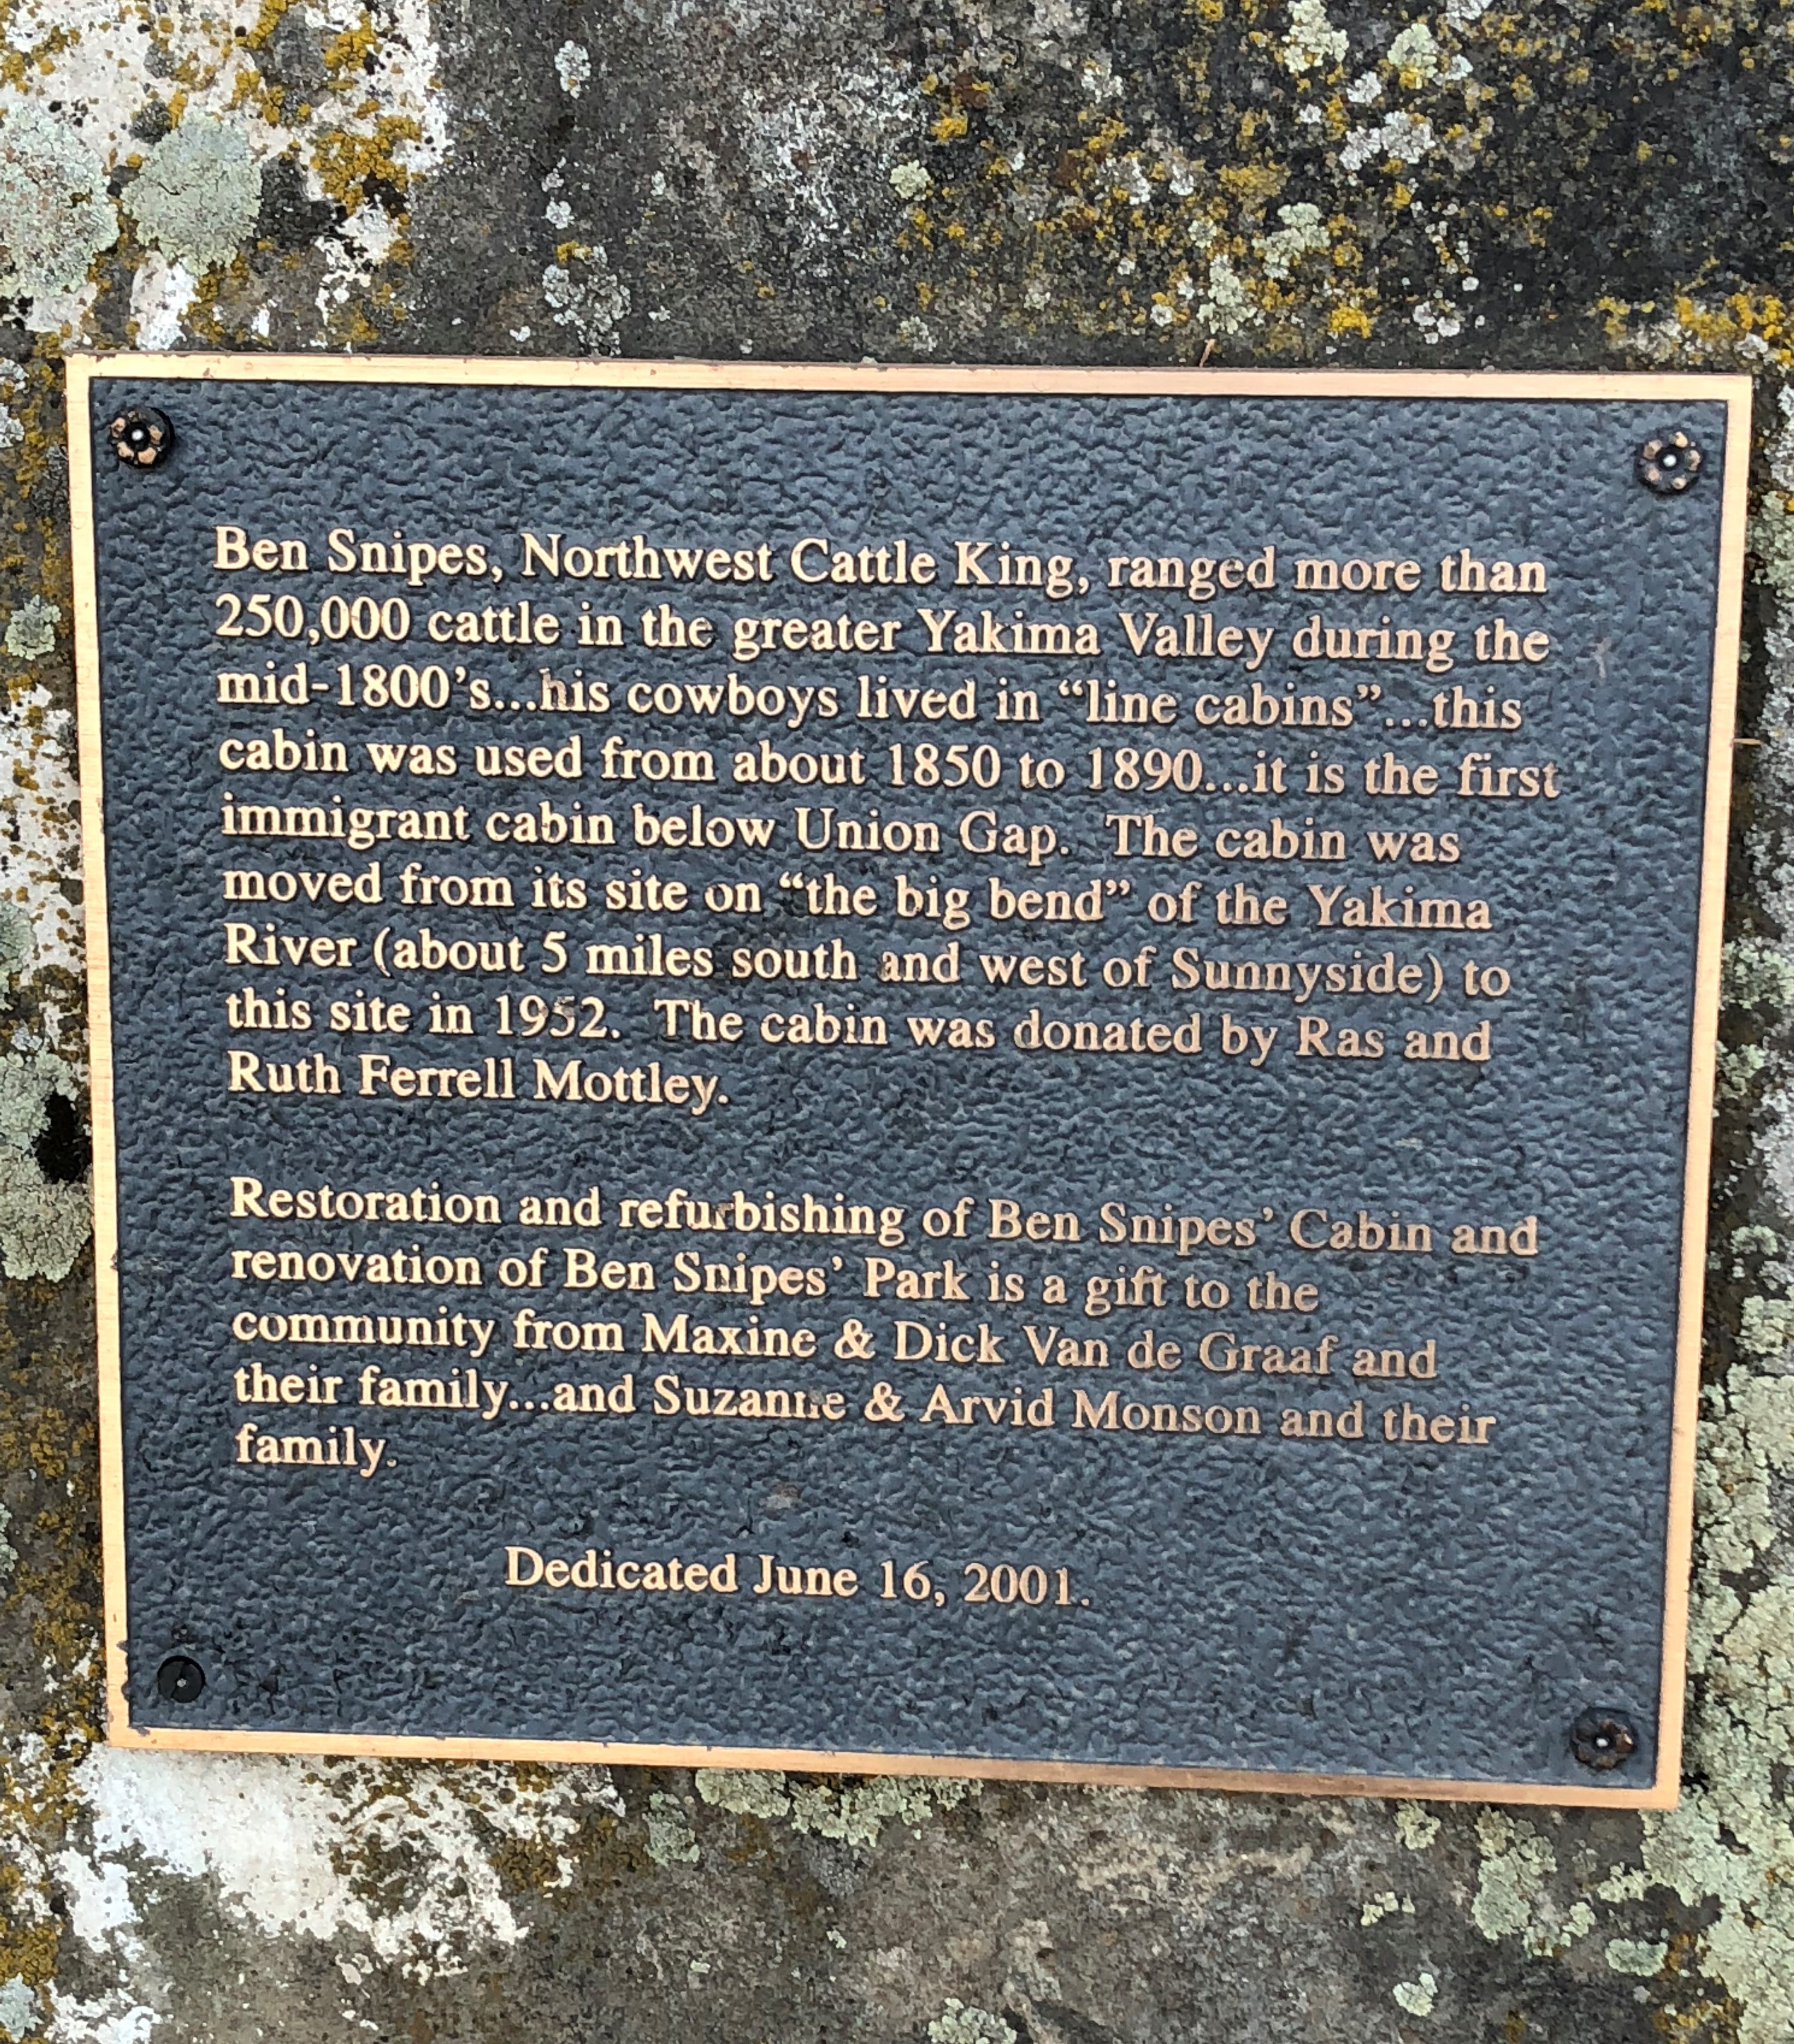 Ben Snipes, Northwest Cattle King, ranged more than
250,000 cattle in the greater Yakima Valley during the
mid-1800’s...his cowboys lived in “line cabins”...this
cabin was used from about 1850 to 1890...it is the first
immigrant cabin below Union Gap.  The cabin was
moved from its site on “the big bend” of the Yakima
River (about 5 miles south and west of Sunnyside) to
this site in 1952.  The cabin was donated by Ras and
Ruth Ferrell Mottley.
Restoration and refurbishing of Ben Snipes’ Cabin and
renovation of Ben Snipes’ Park is a gift to the
community from Maxine & Dick Van de Graaf and
their family...and Suzanne & Arvid Monson and their
family.
Dedicated June 16, 2001.